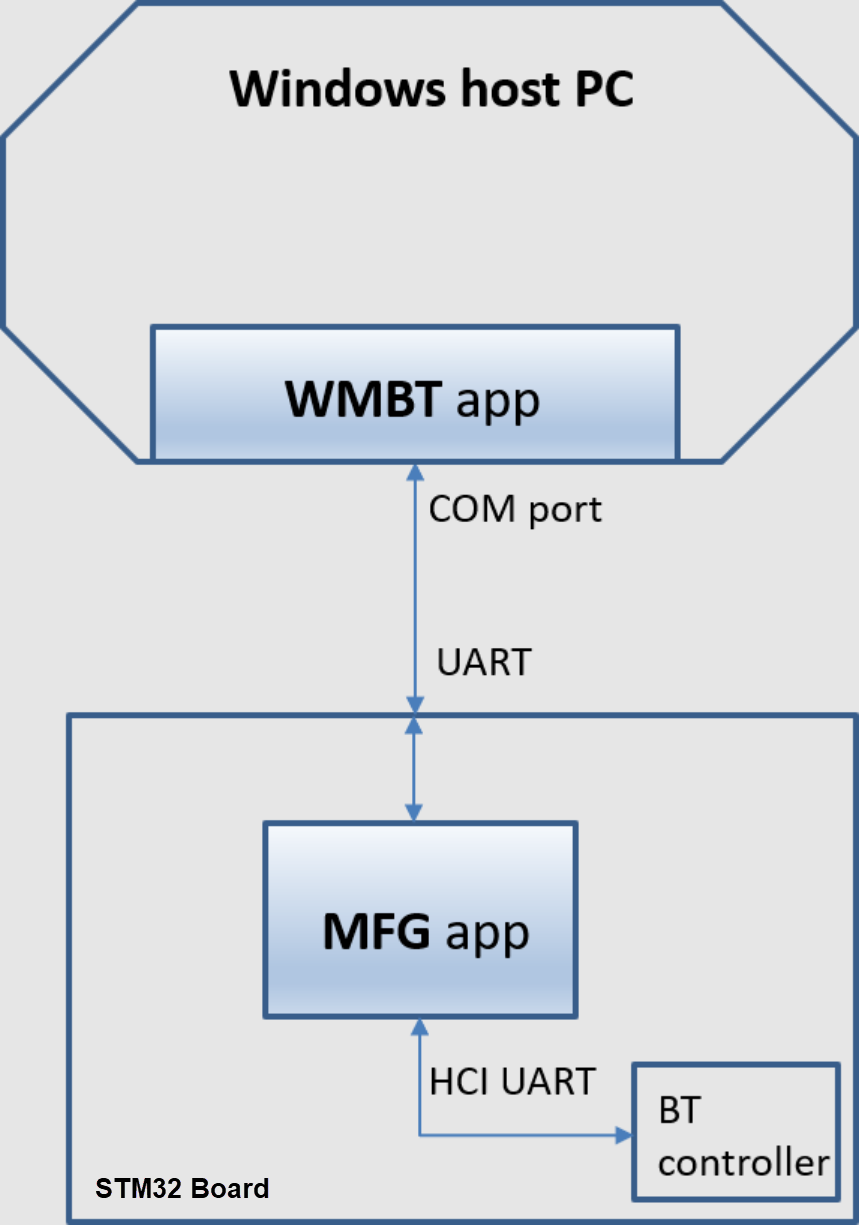 Windows host PC
WMBT app
COM port
UART
MFG app
HCI UART
BT
controller
STM32 Board